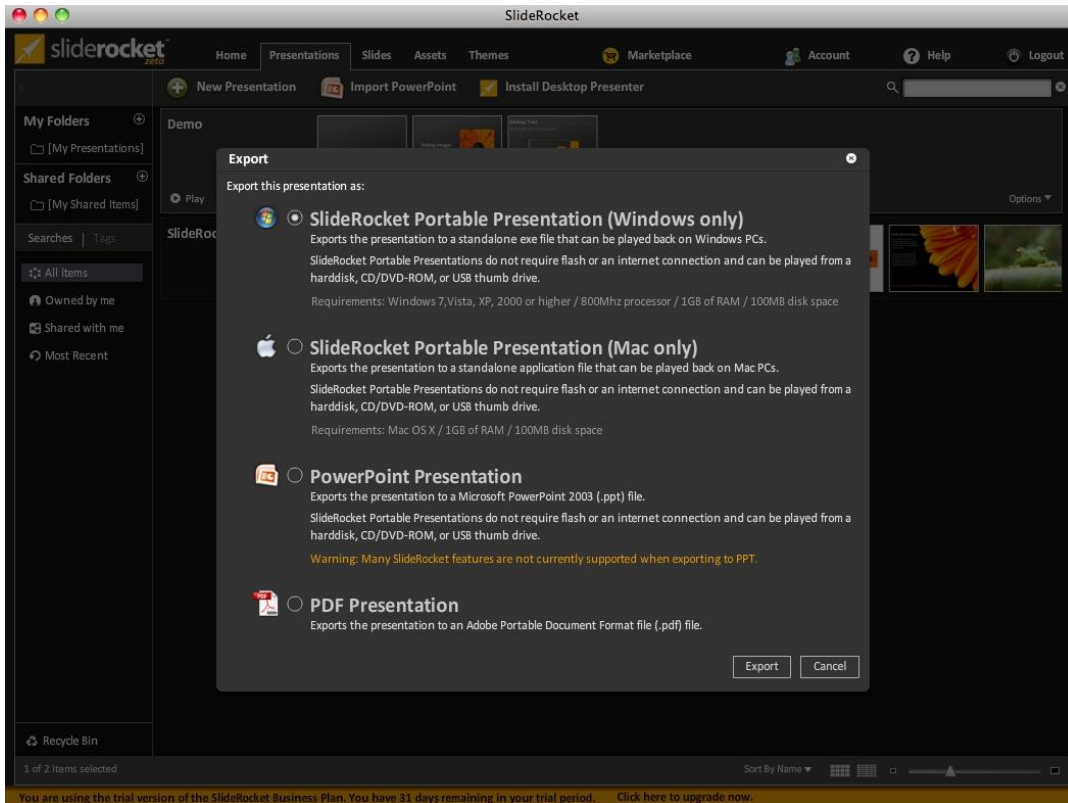 SlideRocket
sliderocket
zeta
Home Presentations Slides Assets Themes Marketplace Account Help Logout
New Presentation Import PowerPoint Install Desktop Presenter
My Folders
[My Presentations]
Shared Folders
[My Shared Items]
Searches | Tags
All items
Owned by me
Shared with me
Most Recent
Recycle Bin
Demo
Play
Options
SlideRoc
Export
Export this presentation as:
SlideRocket Portable Presentation (Windows only)
Exports the presentation to a standalone exe file that can be played back on Windows PCs.
SlideRocket Portable Presentations do not require flash or an internet connection and can be played from a
harddisk, CD/DVD-ROM, or USB thumb drive.
Requirements: Windows 7,Vista, XP, 2000 or higher / 800Mhz processor / 1GB of RAM / 100MB disk space
SlideRocket Portable Presentation (Mac only)
Exports the presentation to a standalone application file that can be played back on Mac PCs.
SlideRocket Portable Presentations do not require flash or an internet connection and can be played from a
harddisk, CD/DVD-ROM, or USB thumb drive.
Requirements: Mac OS X / 1GB of RAM / 100MB disk space
PowerPoint Presentation
Exports the presentation to a Microsoft PowerPoint 2003 (.ppt) file.
SlideRocket Portable Presentations do not require flash or an internet connection and can be played from a
harddisk, CD/DVD-ROM, or USB thumb drive.
Warning: Many SlideRocket features are not currently supported when exporting to PPT.
PDF Presentation
Exports the presentation to an Adobe Portable Document Format file (.pdf) file.
Export Cancel
1 of 2 items selected
Sort By Name
You are using the trial version of the SlideRocket Business Plan. You have 31 days remaining in your trial period. Click here to upgrade now.